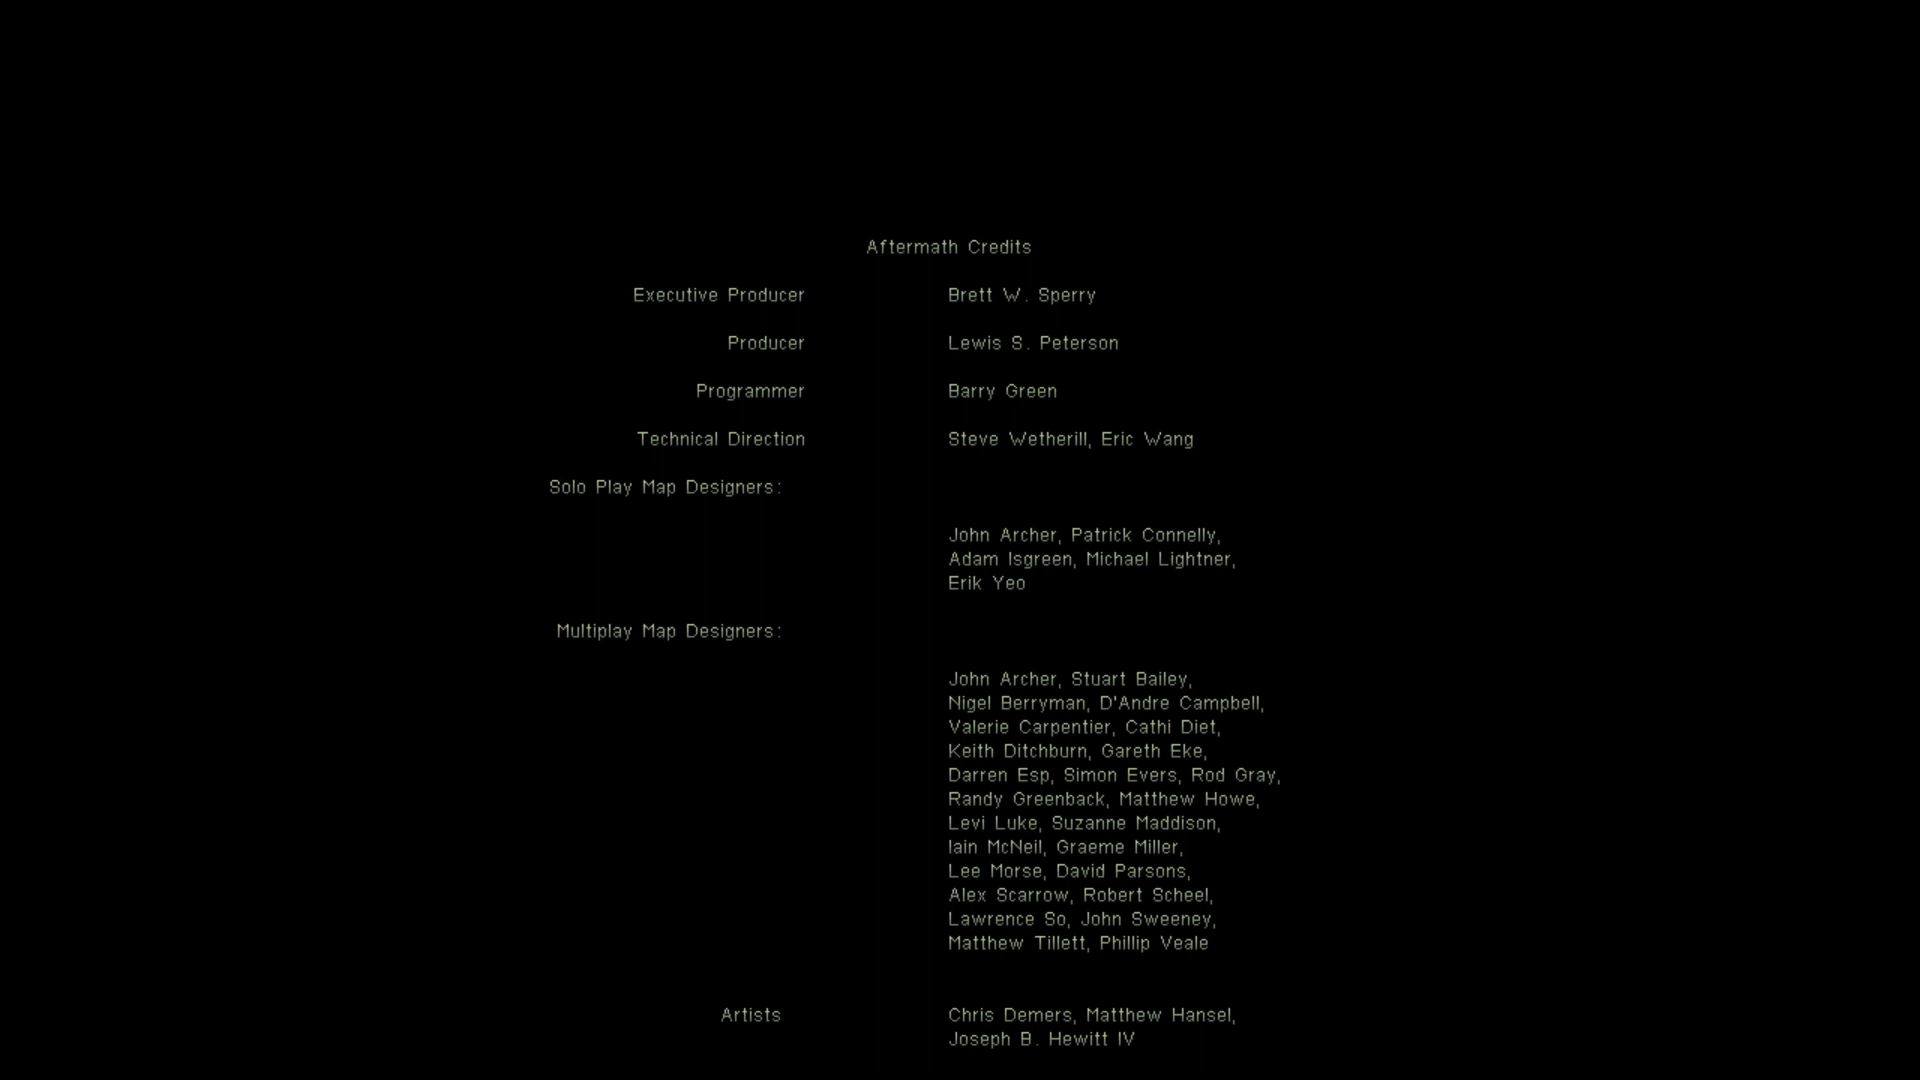 Aftermath Credits
Executive Producer Brett W. Sperry
Producer Lewis S. Peterson
Programmer Barry Green
Technical Direction Steve Wetherill, Eric Wang
Solo Play Map Designers:
John Archer, Patrick Connelly,
Adam Isgreen, Michael Lightner,
Erik Yeo
Multiplay Map Designers:
John Archer, Stuart Bailey,
Nigel Berryman, D'Andre Campbell,
Valerie Carpentier, Cathi Diet,
Keith Ditchburn, Gareth Eke,
Darren Esp, Simon Evers, Rod Gray,
Randy Greenback, Matthew Howe,
Levi Luke, Suzanne Maddison,
Iain McNeil, Graeme Miller,
Lee Morse, David Parsons,
Alex Scarrow, Robert Scheel,
Lawrence So, John Sweeney,
Matthew Tillett, Phillip Veale
Artists Chris Demers, Matthew Hansel,
Joseph B. Hewitt IV